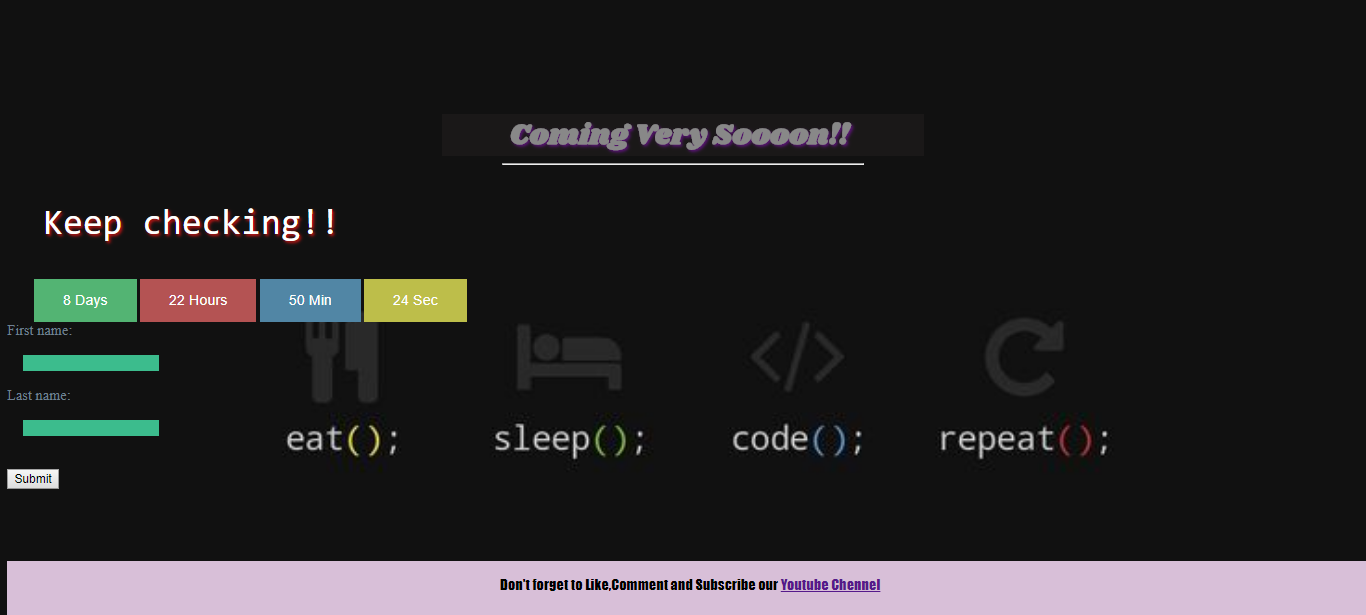 Coming Very Soooon!!
Keep checking!!
8 Days 22 Hours 50 Min 24 Sec
First name:
Last name:
eat(); sleep(); code(); repeat();
Submit
Don't forget to Like,Comment and Subscribe our Youtube Chennel